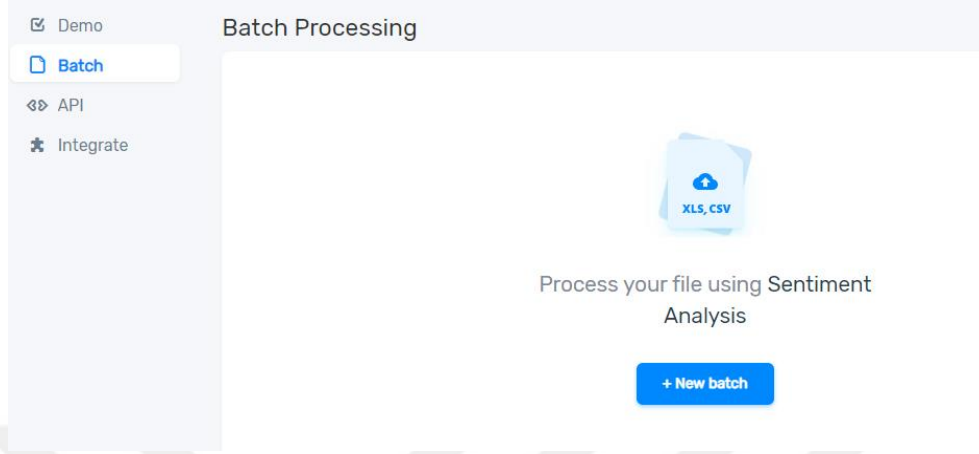 Demo
Batch Processing
Batch
API
Integrate
XLS, CSV
Process your file using Sentiment
Analysis
+ New batch